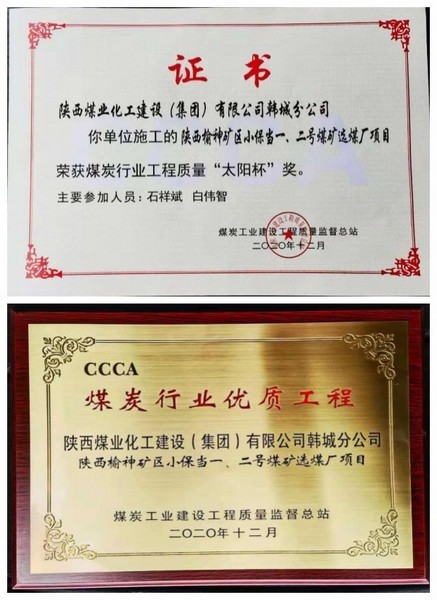 证书
陕西煤业化工建设（集团）有限公司韩城分公司
你单位施工的陕西榆神矿区小保当一、二号煤矿选煤厂项目
荣获煤炭行业工程质量“太阳杯”奖。
主要参加人员：石祥斌 白伟智
煤炭工业建设工程质量监督总站
二〇二〇年十二月
CCCA
煤炭行业优质工程
陕西煤业化工建设（集团）有限公司韩城分公司
陕西榆神矿区小保当一、二号煤矿选煤厂项目
煤炭工业建设工程质量监督总站
二〇二〇年十二月